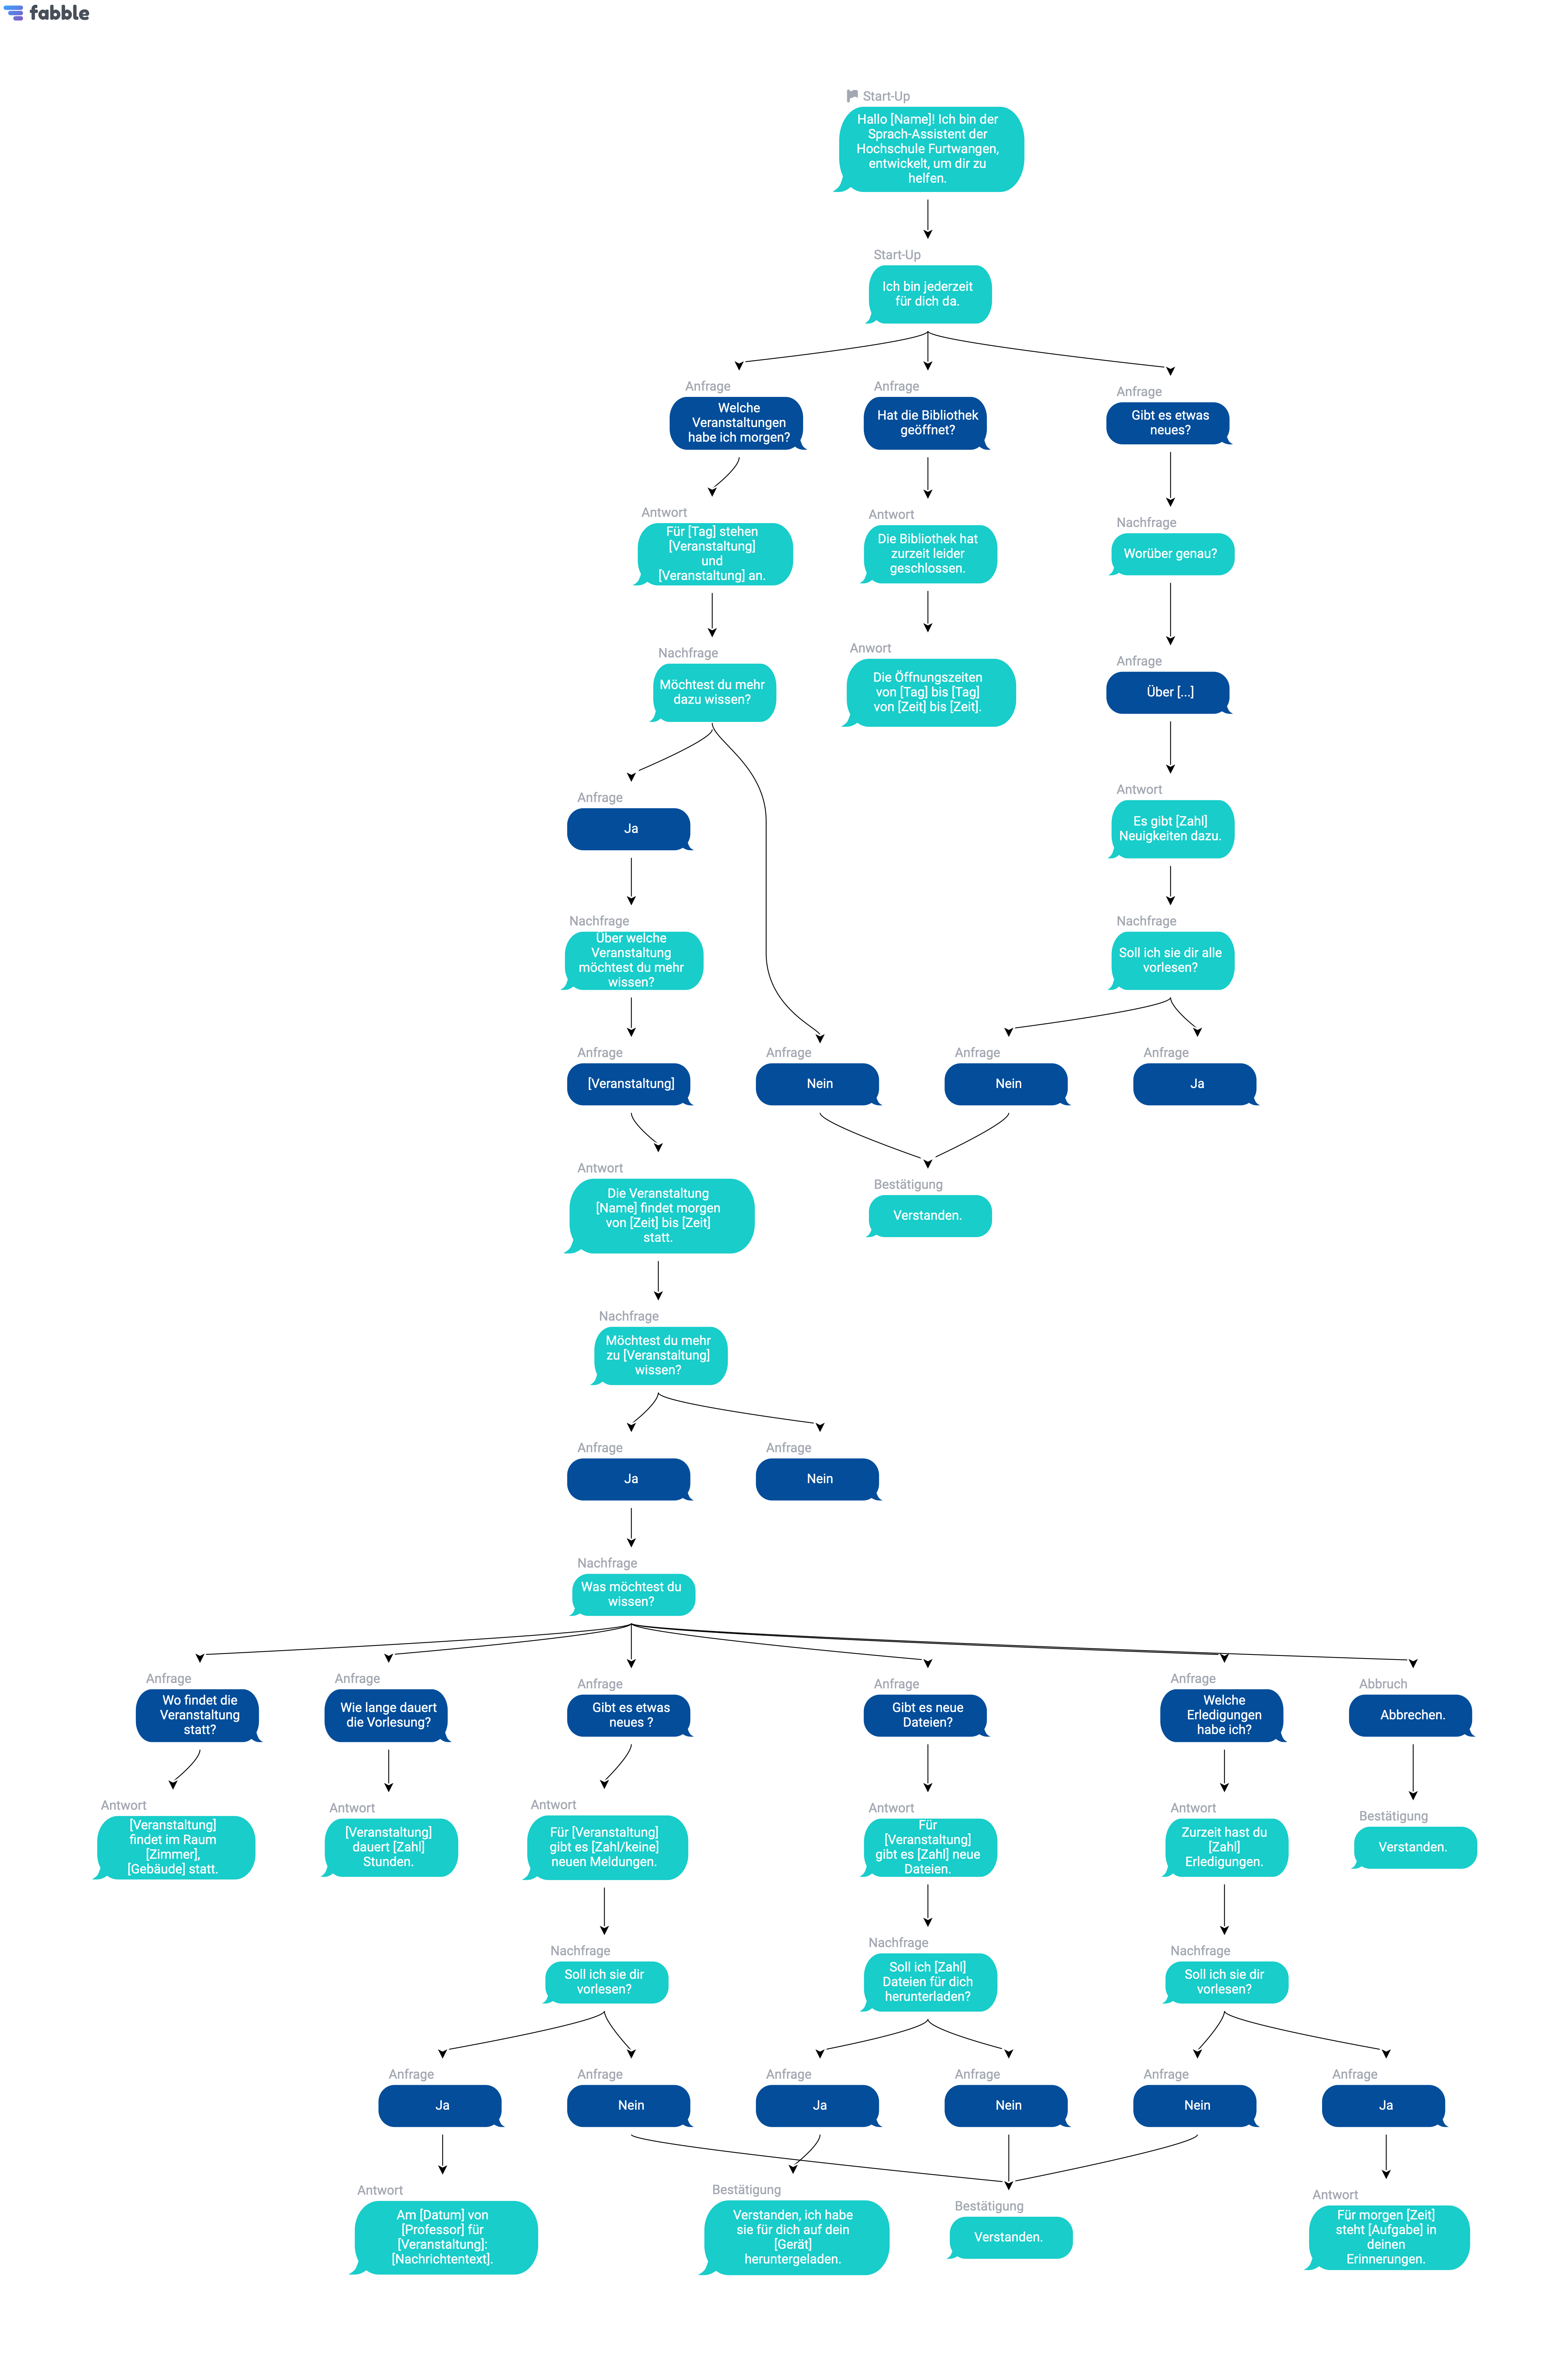 fabble
Start-Up
Hallo [Name]! Ich bin der
Sprach-Assistent der
Hochschule Furtwangen,
entwickelt, um dir zu
helfen.
Start-Up
Ich bin jederzeit
für dich da.
Anfrage
Welche
Veranstaltungen
habe ich morgen?
Anfrage
Hat die Bibliothek
geöffnet?
Anfrage
Gibt es etwas
neues?
Antwort
Für [Tag] stehen
[Veranstaltung]
und
[Veranstaltung] an.
Antwort
Die Bibliothek hat
zurzeit leider
geschlossen.
Nachfrage
Worüber genau?
Nachfrage
Möchtest du mehr
dazu wissen?
Anwort
Die Öffnungszeiten
von [Tag] bis [Tag]
von [Zeit] bis [Zeit].
Anfrage
Über [...]
Anfrage
Ja
Antwort
Es gibt [Zahl]
Neuigkeiten dazu.
Nachfrage
Über welche
Veranstaltung
möchtest du mehr
wissen?
Nachfrage
Soll ich sie dir alle
vorlesen?
Anfrage
[Veranstaltung]
Anfrage
Nein
Anfrage
Nein
Anfrage
Ja
Antwort
Die Veranstaltung
[Name] findet morgen
von [Zeit] bis [Zeit]
statt.
Bestätigung
Verstanden.
Nachfrage
Möchtest du mehr
zu [Veranstaltung]
wissen?
Anfrage
Ja
Anfrage
Nein
Nachfrage
Was möchtest du
wissen?
Anfrage
Wo findet die
Veranstaltung
statt?
Anfrage
Wie lange dauert
die Vorlesung?
Anfrage
Gibt es etwas
neues ?
Anfrage
Gibt es neue
Dateien?
Anfrage
Welche
Erledigungen
habe ich?
Abbruch
Abbrechen.
Antwort
[Veranstaltung]
findet im Raum
[Zimmer],
[Gebäude] statt.
Antwort
[Veranstaltung]
dauert [Zahl]
Stunden.
Antwort
Für [Veranstaltung]
gibt es [Zahl/keine]
neuen Meldungen.
Antwort
Für
[Veranstaltung]
gibt es [Zahl] neue
Dateien.
Antwort
Zurzeit hast du
[Zahl]
Erledigungen.
Bestätigung
Verstanden.
Nachfrage
Soll ich sie dir
vorlesen?
Nachfrage
Soll ich [Zahl]
Dateien für dich
herunterladen?
Nachfrage
Soll ich sie dir
vorlesen?
Anfrage
Ja
Anfrage
Nein
Anfrage
Ja
Anfrage
Nein
Anfrage
Nein
Anfrage
Ja
Antwort
Am [Datum] von
[Professor] für
[Veranstaltung]:
[Nachrichtentext].
Bestätigung
Verstanden, ich habe
sie für dich auf dein
[Gerät]
heruntergeladen.
Bestätigung
Verstanden.
Antwort
Für morgen [Zeit]
steht [Aufgabe] in
deinen
Erinnerungen.